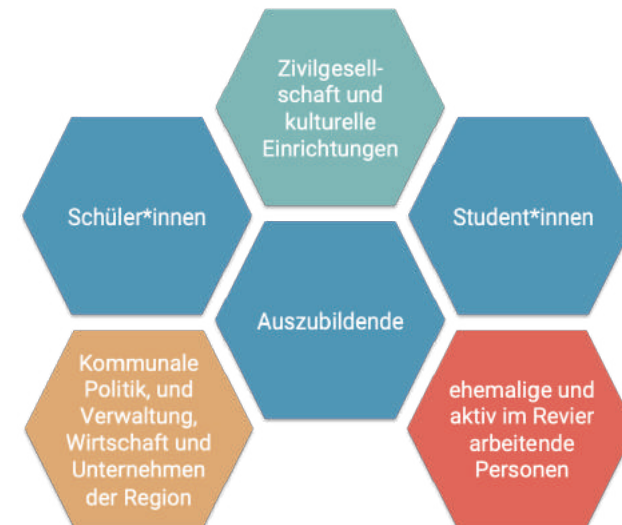 Zivilgesell-
schaft und
kulturelle
Einrichtungen
Schüler*innen
Student*innen
Auszubildende
Kommunale
Politik, und
Verwaltung,
Wirtschaft und
Unternehmen
der Region
ehemalige und
aktiv im Revier
arbeitende
Personen